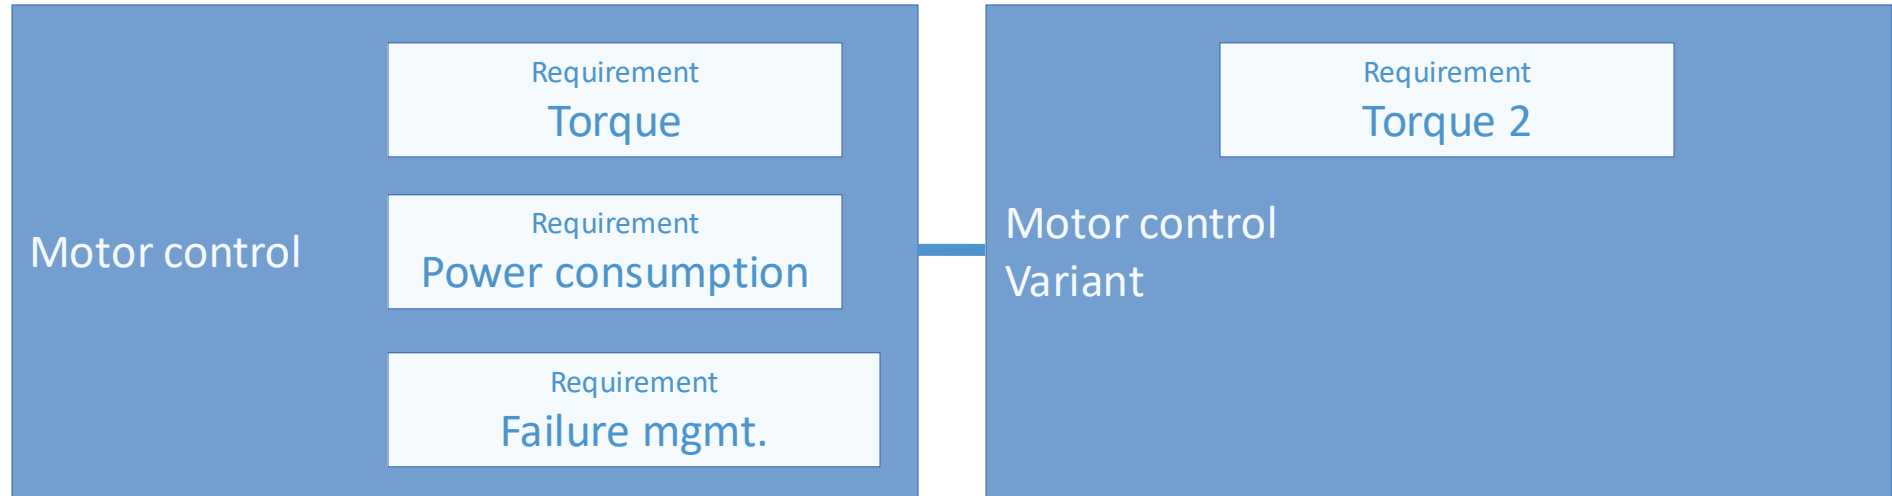 Motor control
Requirement
Torque
Requirement
Power consumption
Requirement
Failure mgmt.
Motor control
Variant
Requirement
Torque 2